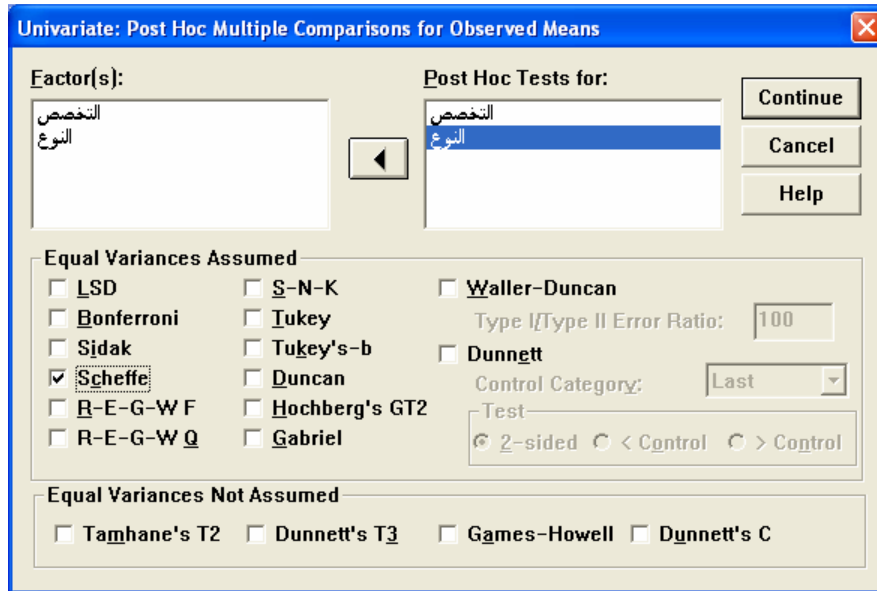 Univariate: Post Hoc Multiple Comparisons for Observed Means
Factor(s):
التخصص
النوع
Post Hoc Tests for:
التخصص
النوع
Continue
Cancel
Help
Equal Variances Assumed
LSD
Bonferroni
Sidak
Scheffe
R-E-G-W F
R-E-G-W Q
S-N-K
Tukey
Tukey's-b
Duncan
Hochberg's GT2
Gabriel
Waller-Duncan
Type I/Type II Error Ratio: 100
Dunnett
Control Category: Last
Test
2-sided < Control > Control
Equal Variances Not Assumed
Tamhane's T2 Dunnett's T3 Games-Howell Dunnett's C